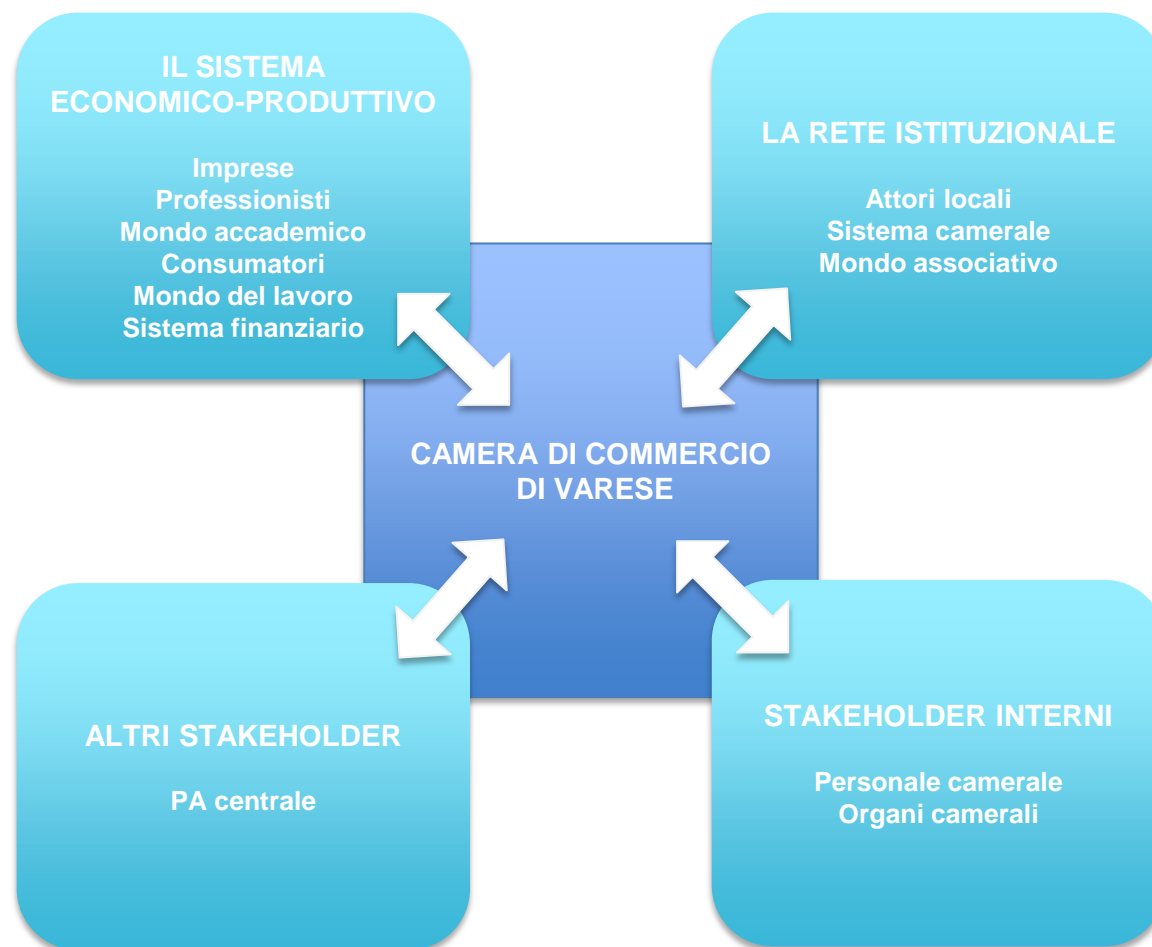 IL SISTEMA
ECONOMICO-PRODUTTIVO
Imprese
Professionisti
Mondo accademico
Consumatori
Mondo del lavoro
Sistema finanziario
LA RETE ISTITUZIONALE
Attori locali
Sistema camerale
Mondo associativo
CAMERA DI COMMERCIO
DI VARESE
ALTRI STAKEHOLDER
PA centrale
STAKEHOLDER INTERNI
Personale camerale
Organi camerali